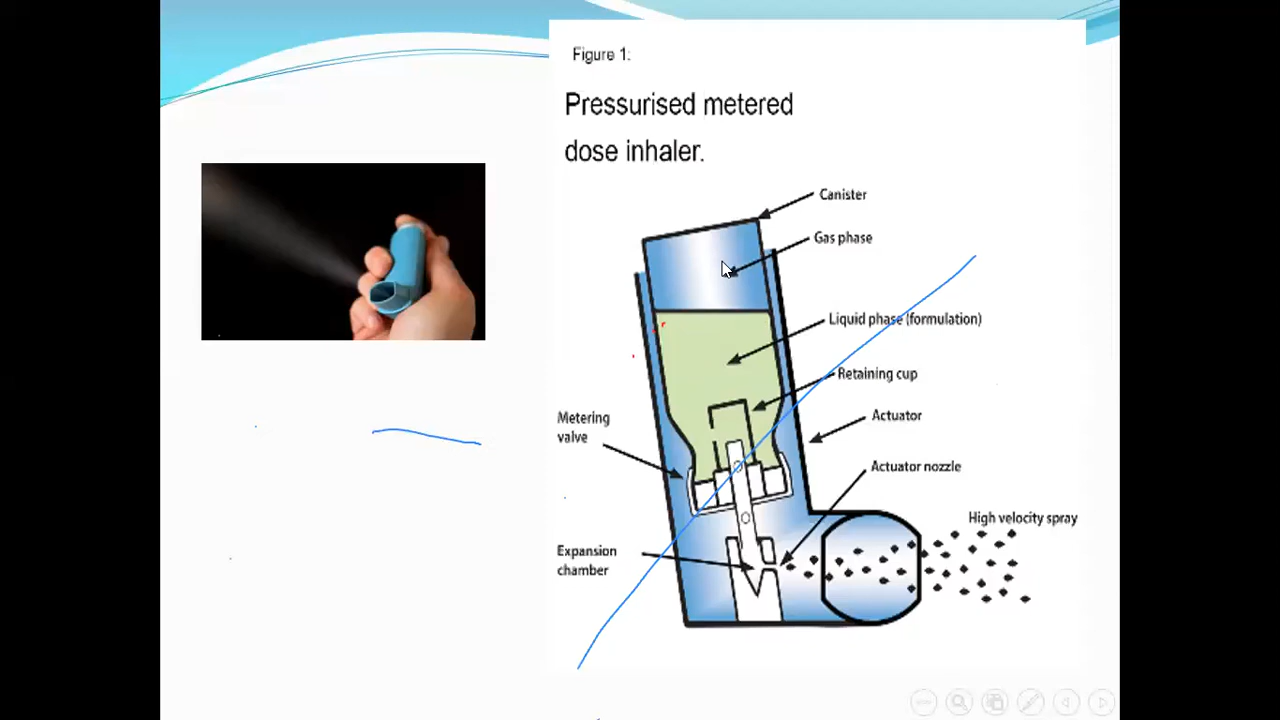 Figure 1:
Pressurised metered
dose inhaler.
Canister
Gas phase
Liquid phase (formulation)
Retaining cup
Metering
valve
Actuator
Actuator nozzle
High velocity spray
Expansion
chamber